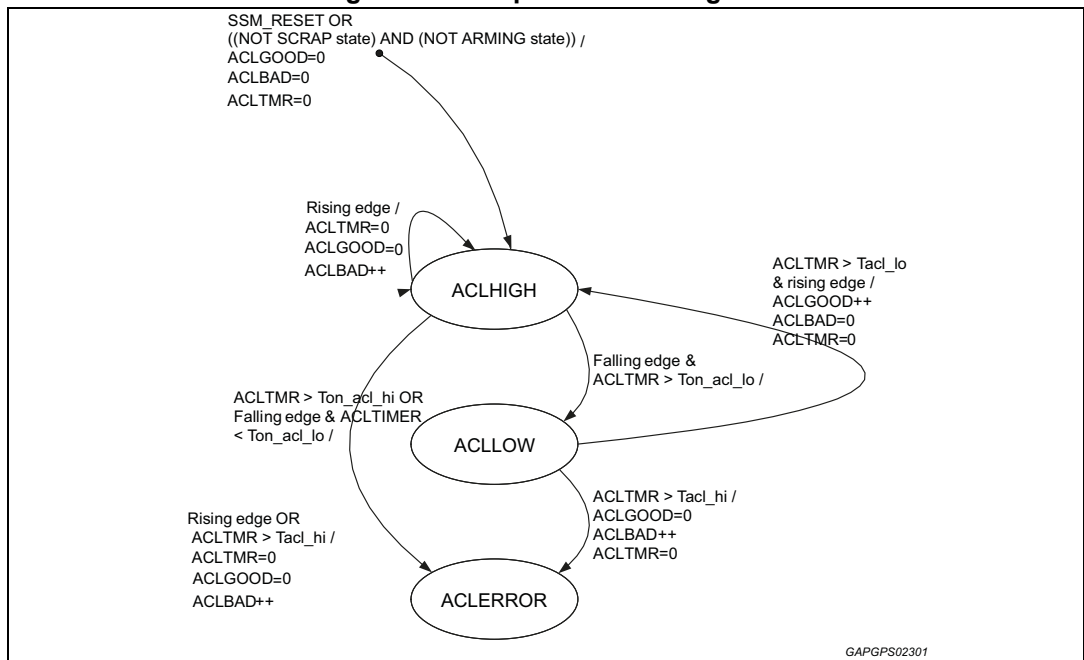 SSM_RESET OR
((NOT SCRAP state) AND (NOT ARMING state)) /
ACLGOOD=0
ACLBAD=0
ACLTMR=0
Rising edge /
ACLTMR=0
ACLGOOD=0
ACLBAD++
ACLHIGH
ACLTMR > Tacl_lo
& rising edge /
ACLGOOD++
ACLBAD=0
ACLTMR=0
Falling edge &
ACLTMR > Ton_acl_lo /
ACLTMR > Ton_acl_hi OR
Falling edge & ACLTIMER
< Ton_acl_lo /
ACLLOW
ACLTMR > Tacl_hi /
ACLGOOD=0
ACLBAD++
ACLTMR=0
Rising edge OR
ACLTMR > Tacl_hi /
ACLTMR=0
ACLGOOD=0
ACLBAD++
ACLERROR
GAPGPS02301